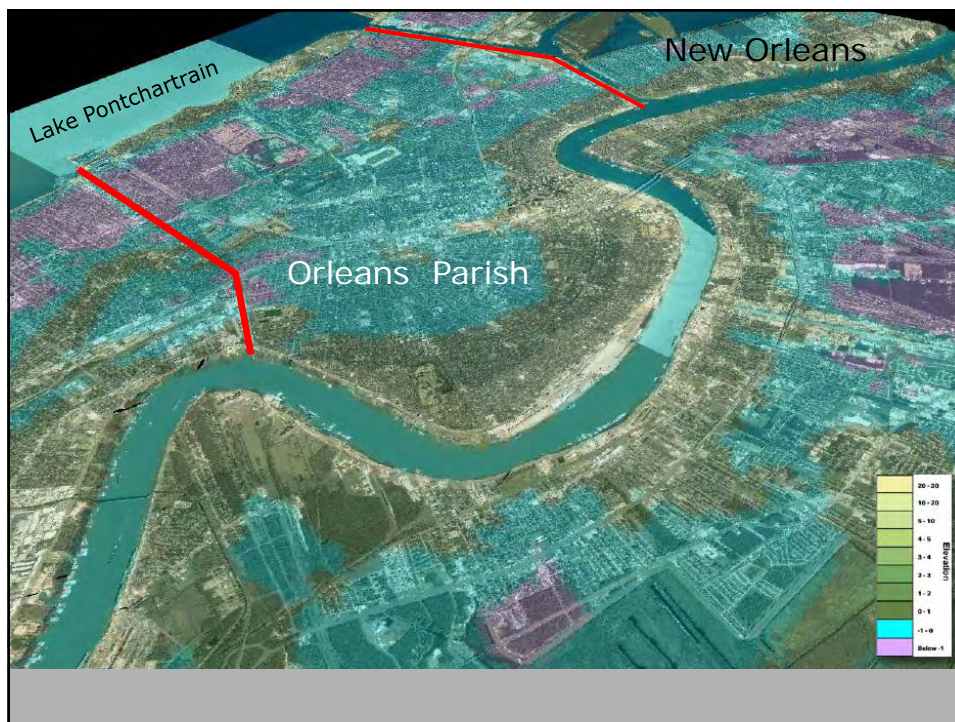 New Orleans
Lake Pontchartrain
Orleans Parish
20 - 30
10 - 20
5 - 10
4 - 5
3 - 4
2 - 3
1 - 2
0 - 1
-1 - 0
Below -1
Elevation